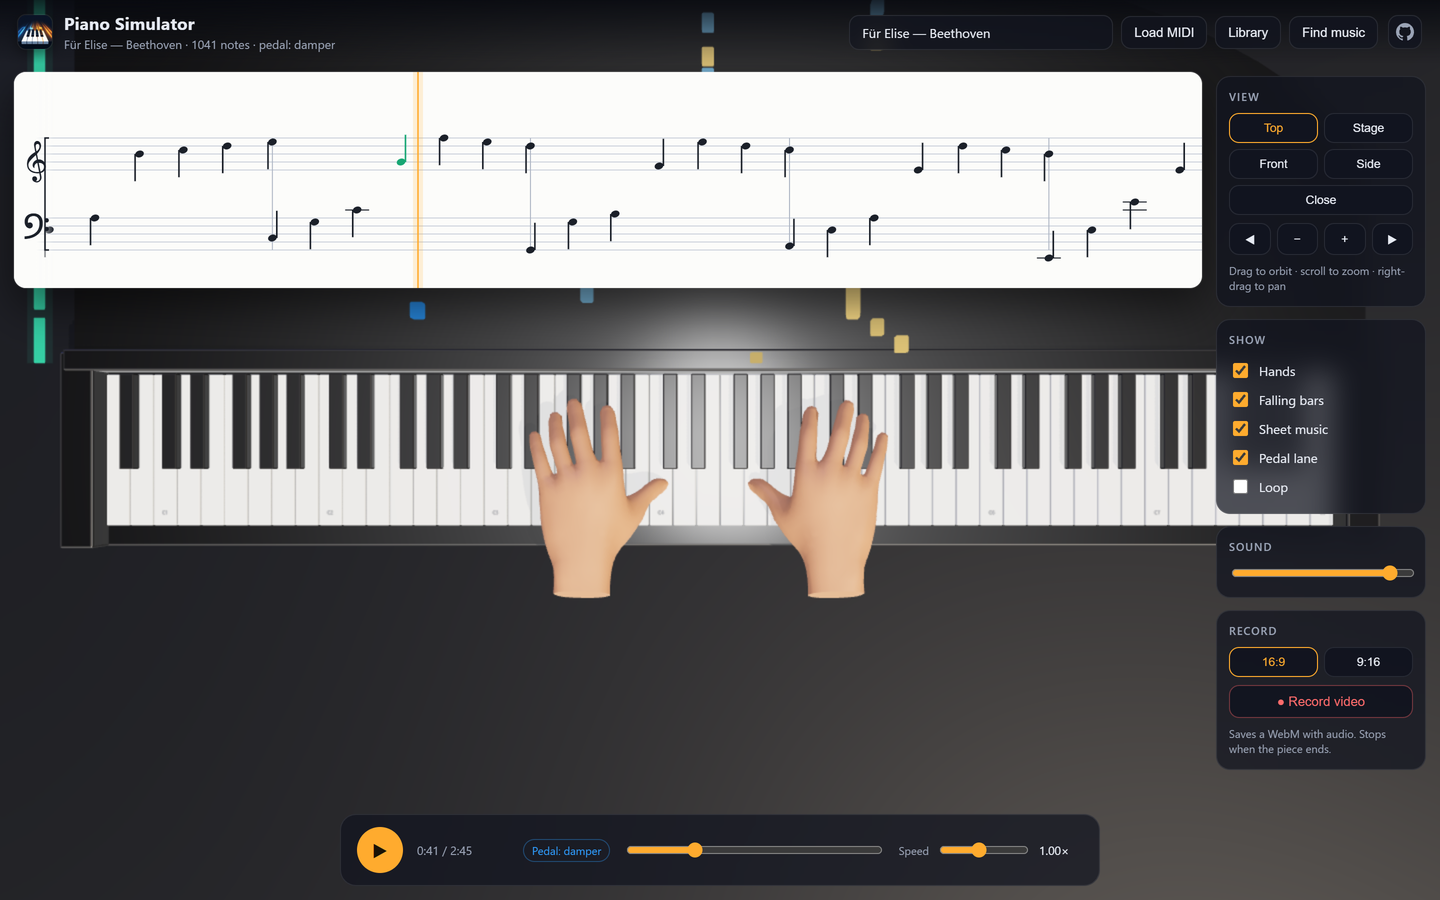 Piano Simulator
Für Elise — Beethoven · 1041 notes · pedal: damper
Für Elise — Beethoven
Load MIDI
Library
Find music
VIEW
Top
Stage
Front
Side
Close
Drag to orbit · scroll to zoom · right-
drag to pan
SHOW
Hands
Falling bars
Sheet music
Pedal lane
Loop
SOUND
RECORD
16:9
9:16
● Record video
Saves a WebM with audio. Stops
when the piece ends.
0:41 / 2:45
Pedal: damper
Speed
1.00×